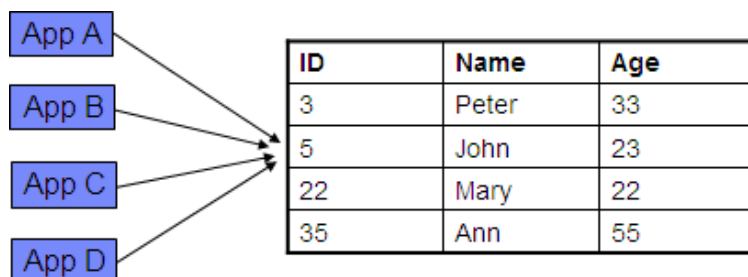 App A
App B
App C
App D
ID Name Age
3 Peter 33
5 John 23
22 Mary 22
35 Ann 55